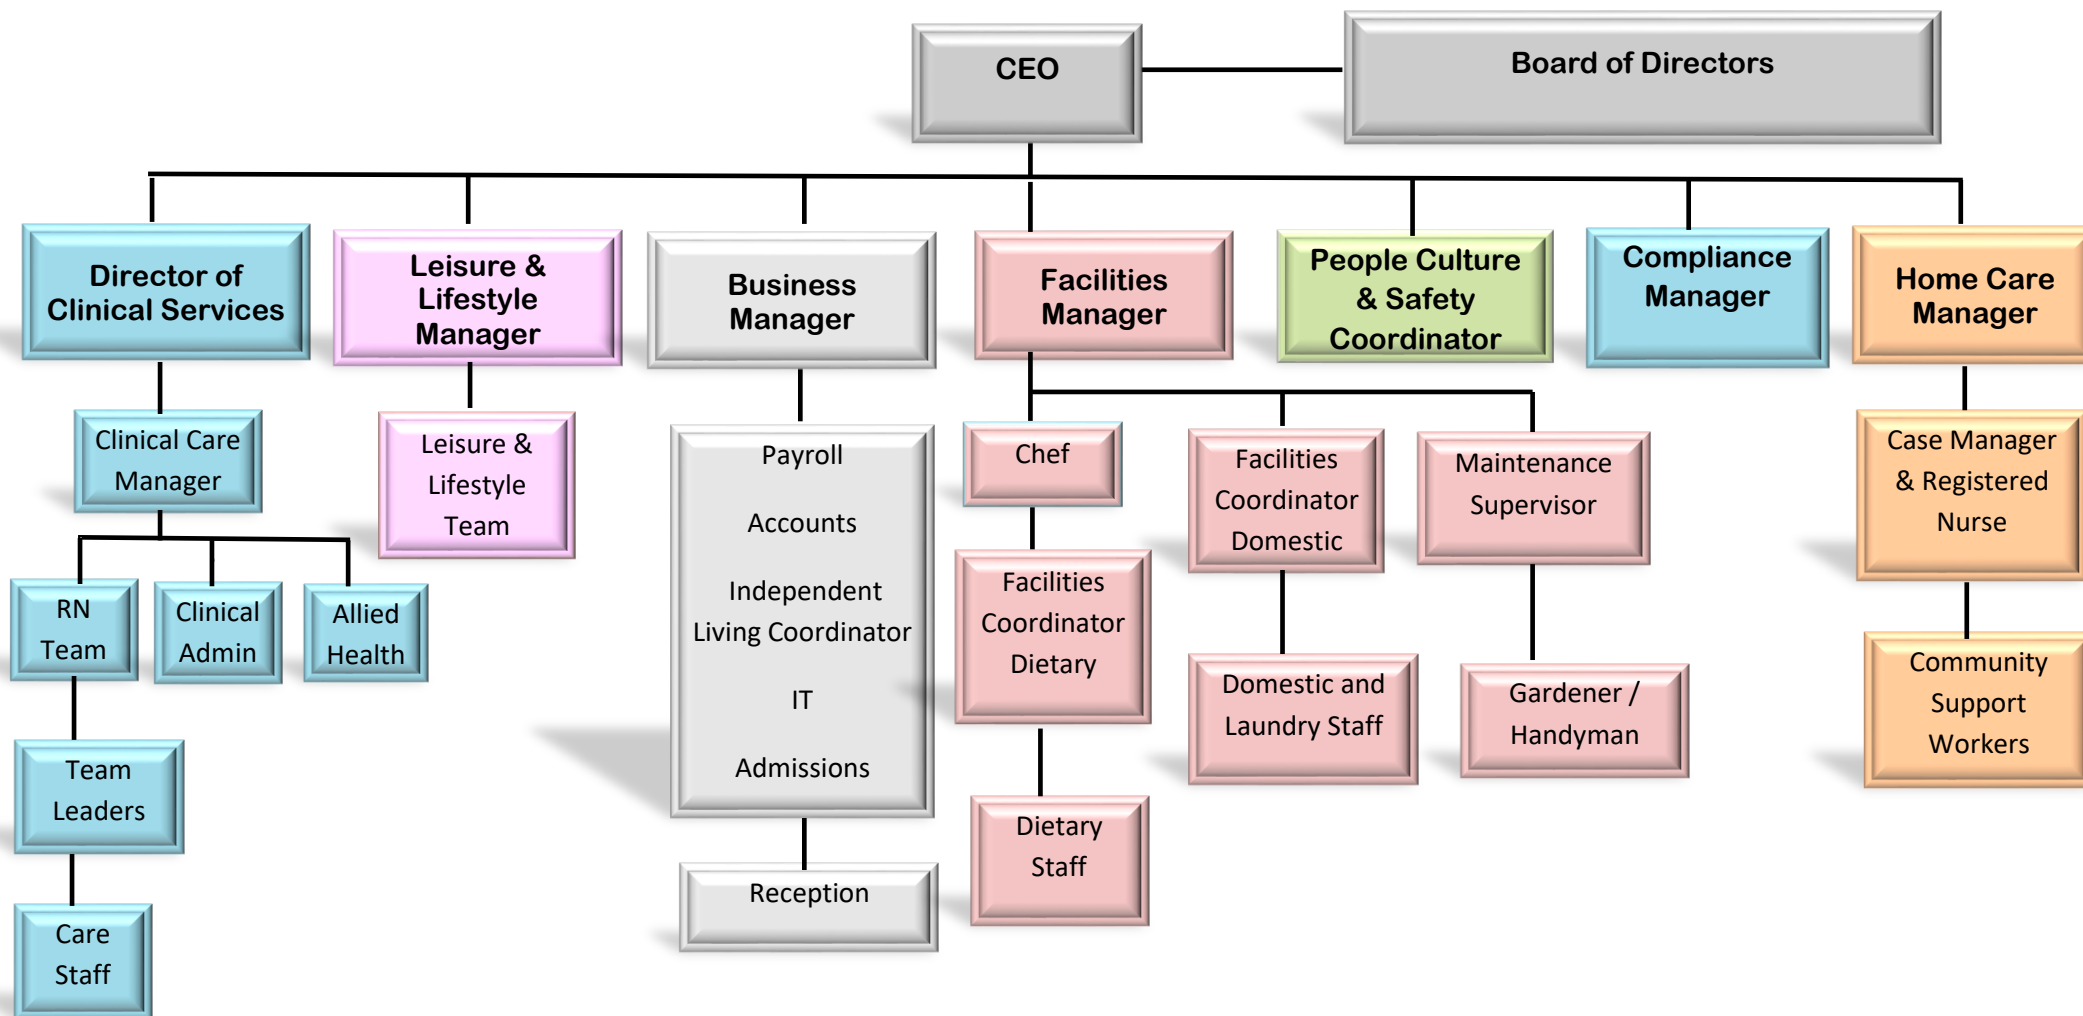 CEO
Board of Directors
Director of
Clinical Services
Leisure &
Lifestyle
Manager
Business
Manager
Facilities
Manager
People Culture
& Safety
Coordinator
Compliance
Manager
Home Care
Manager
Clinical Care
Manager
Leisure &
Lifestyle
Team
Payroll
Accounts
Independent
Living Coordinator
IT
Admissions
Chef
Facilities
Coordinator
Domestic
Maintenance
Supervisor
Case Manager
& Registered
Nurse
RN
Team
Clinical
Admin
Allied
Health
Facilities
Coordinator
Dietary
Domestic and
Laundry Staff
Gardener /
Handyman
Community
Support
Workers
Team
Leaders
Reception
Dietary
Staff
Care
Staff